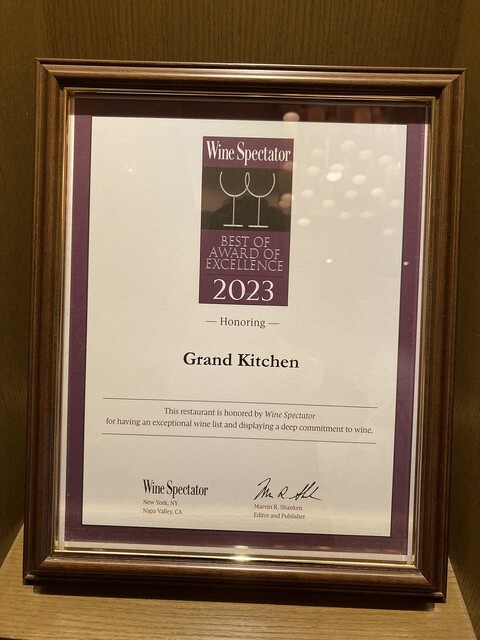 Wine Spectator
BEST OF
AWARD OF
EXCELLENCE
2023
— Honoring —
Grand Kitchen
This restaurant is honored by Wine Spectator
for having an exceptional wine list and displaying a deep commitment to wine.
Wine Spectator
New York, NY
Napa Valley, CA
Marvin R. Shanken
Editor and Publisher